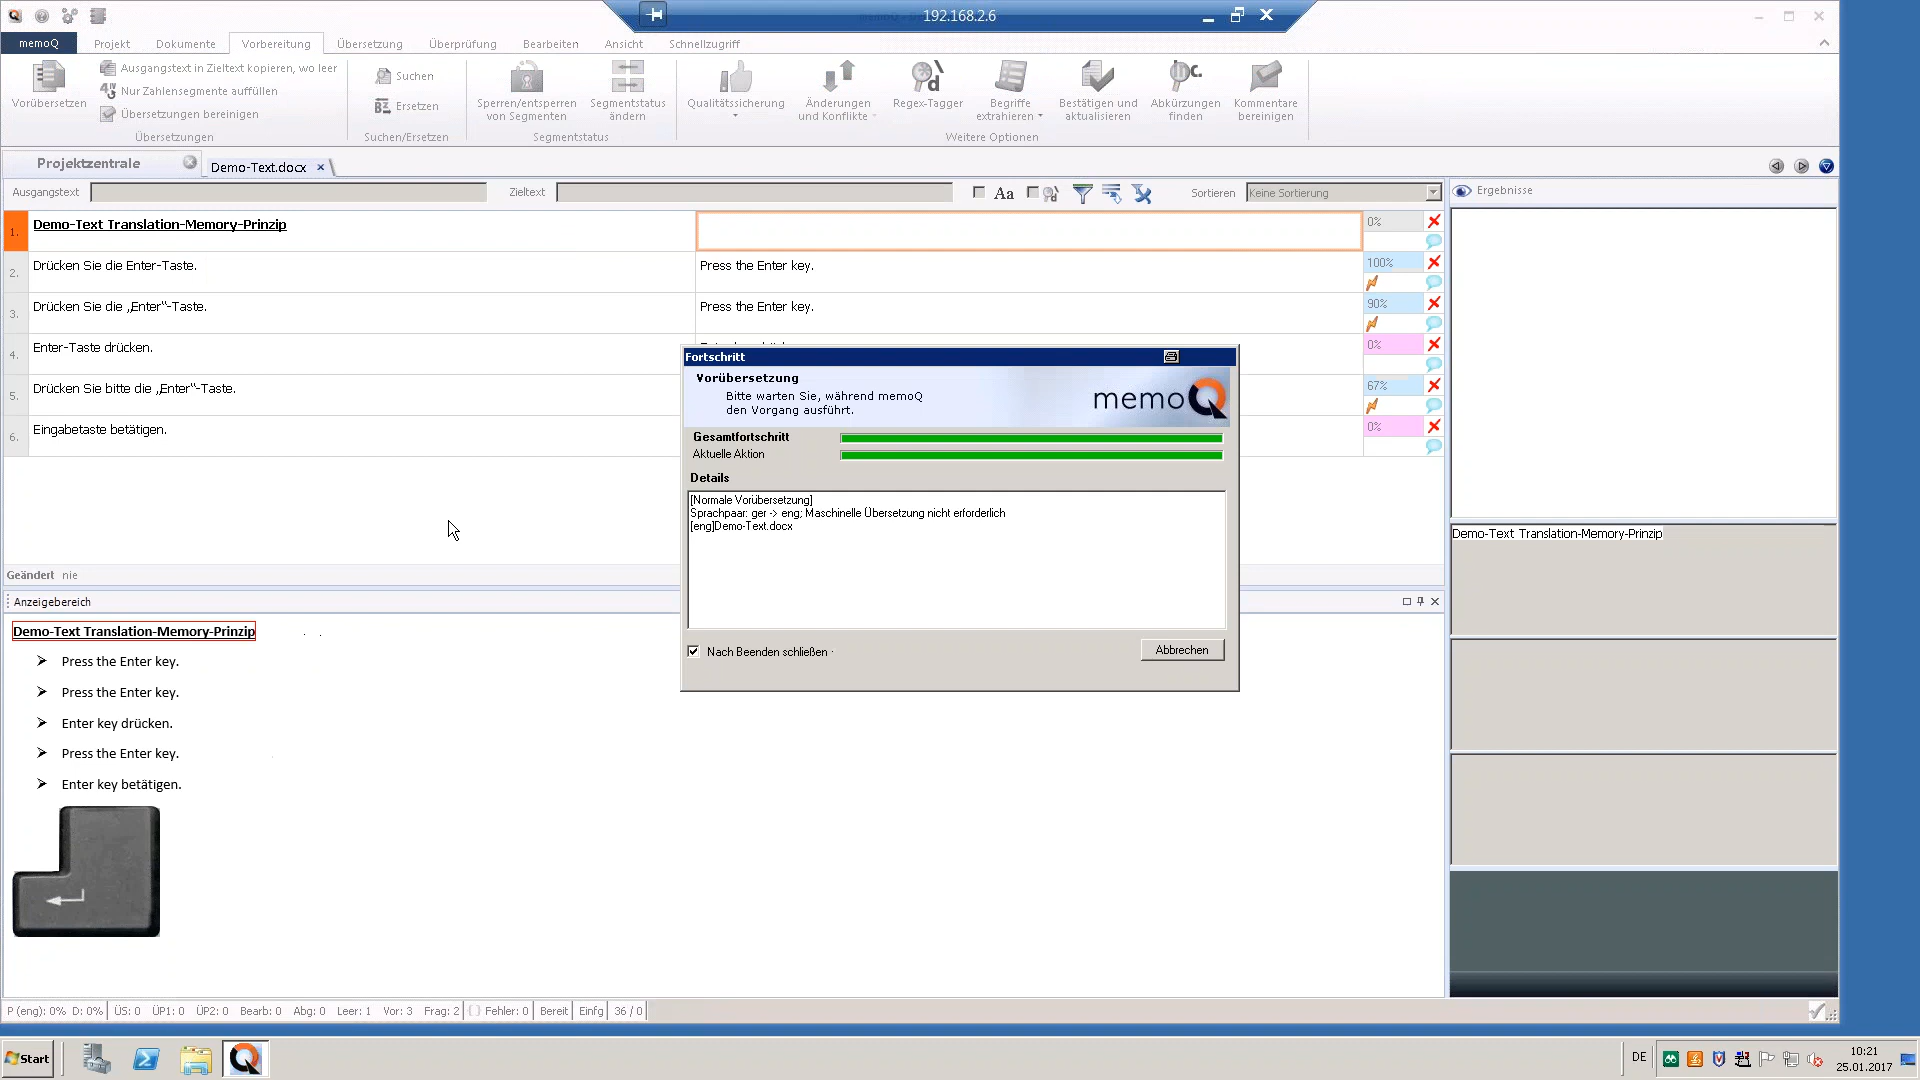 192.168.2.6
memoQ
Projekt
Dokumente
Vorbereitung
Übersetzung
Überprüfung
Bearbeiten
Ansicht
Schnellzugriff
Vorübersetzen
Ausgangstext in Zieltext kopieren, wo leer
Nur Zahlensegmente auffüllen
Übersetzungen bereinigen
Übersetzungen
Suchen
Ersetzen
Suchen/Ersetzen
Sperren/entsperren
von Segmenten
Segmentstatus
ändern
Segmentstatus
Qualitätssicherung
Änderungen
und Konflikte
Regex-Tagger
Begriffe
extrahieren
Bestätigen und
aktualisieren
Abkürzungen
finden
Kommentare
bereinigen
Weitere Optionen
Projektzentrale
Demo-Text.docx
Ausgangstext
Zieltext
Aa
Sortieren
Keine Sortierung
Ergebnisse
1. Demo-Text Translation-Memory-Prinzip 0%
2. Drücken Sie die Enter-Taste. Press the Enter key. 100%
3. Drücken Sie die „Enter“-Taste. Press the Enter key. 90%
4. Enter-Taste drücken. 0%
5. Drücken Sie bitte die „Enter“-Taste. 67%
6. Eingabetaste betätigen. 0%
Fortschritt
Vorübersetzung
Bitte warten Sie, während memoQ
den Vorgang ausführt.
memoQ
Gesamtfortschritt
Aktuelle Aktion
Details
[Normale Vorübersetzung]
Sprachpaar: ger -> eng; Maschinelle Übersetzung nicht erforderlich
[eng]Demo-Text.docx
Nach Beenden schließen
Abbrechen
Demo-Text Translation-Memory-Prinzip
Geändert nie
Anzeigebereich
Demo-Text Translation-Memory-Prinzip
Press the Enter key.
Press the Enter key.
Enter key drücken.
Press the Enter key.
Enter key betätigen.
P (eng): 0% D: 0% ÜS: 0 ÜP1: 0 ÜP2: 0 Bearb: 0 Abg: 0 Leer: 1 Vor: 3 Frag: 2 Fehler: 0 Bereit Einfg 36 / 0
Start
DE
10:21
25.01.2017